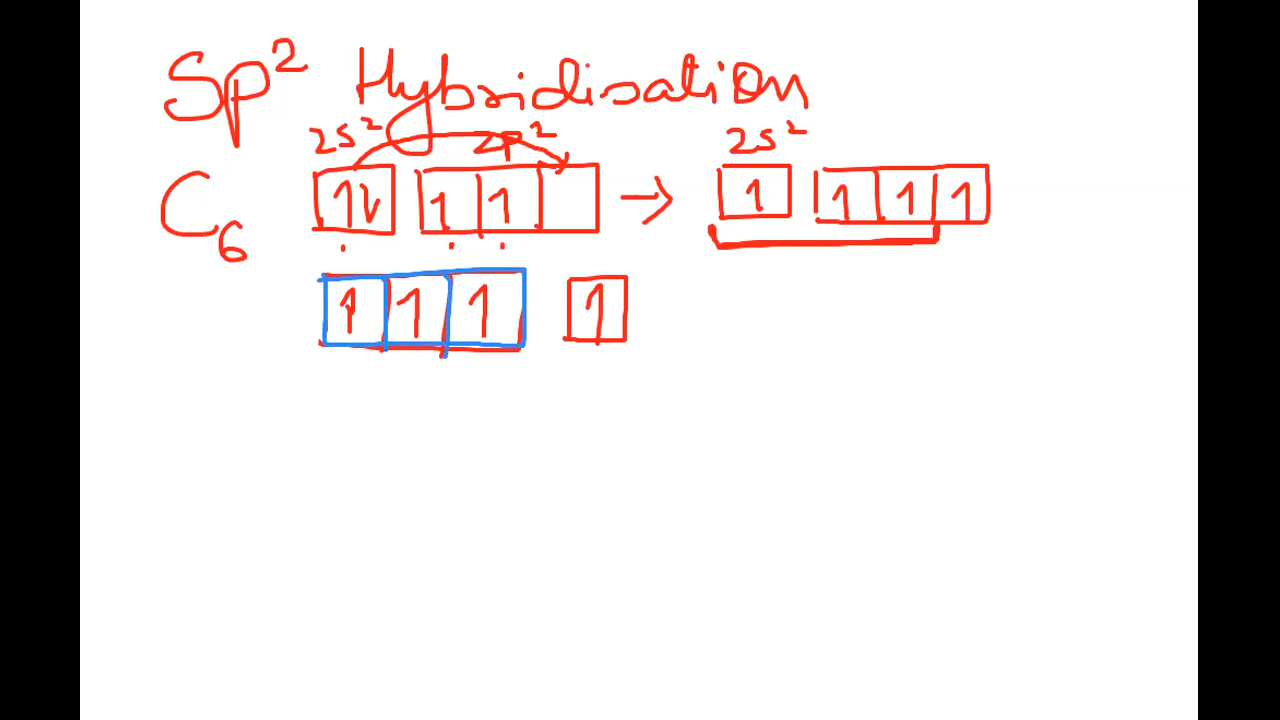 Sp² Hybridisation
2s² 2p² 2s²
C₆ 1↓ 1 1 → 1 1 1 1
1 1 1 1